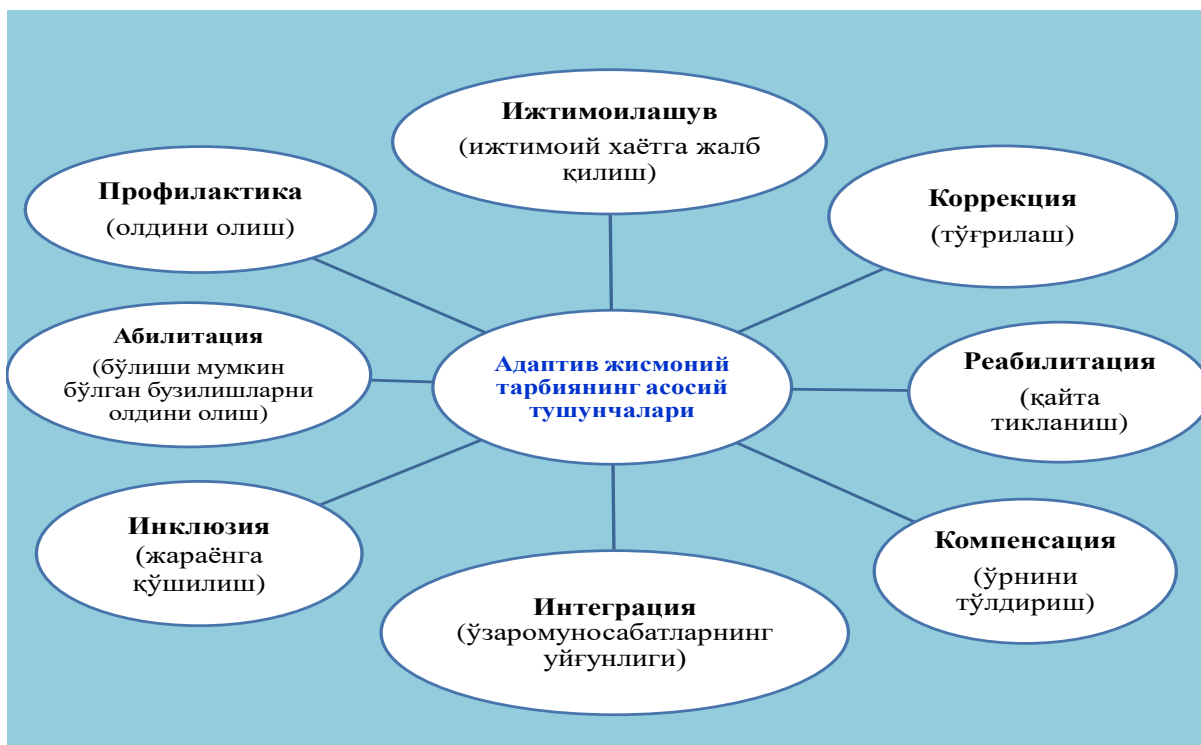 Ижтимоилашув
(ижтимоий хаётга жалб
қилиш)
Профилактика
(олдини олиш)
Коррекция
(тўғрилаш)
Абилитация
(бўлиши мумкин
бўлган бузилишларни
олдини олиш)
Адаптив жисмоний
тарбиянинг асосий
тушунчалари
Реабилитация
(қайта
тикланиш)
Инклюзия
(жараёнга
қўшилиш)
Компенсация
(ўрнини
тўлдириш)
Интеграция
(ўзаромуносабатларнинг
уйғунлиги)